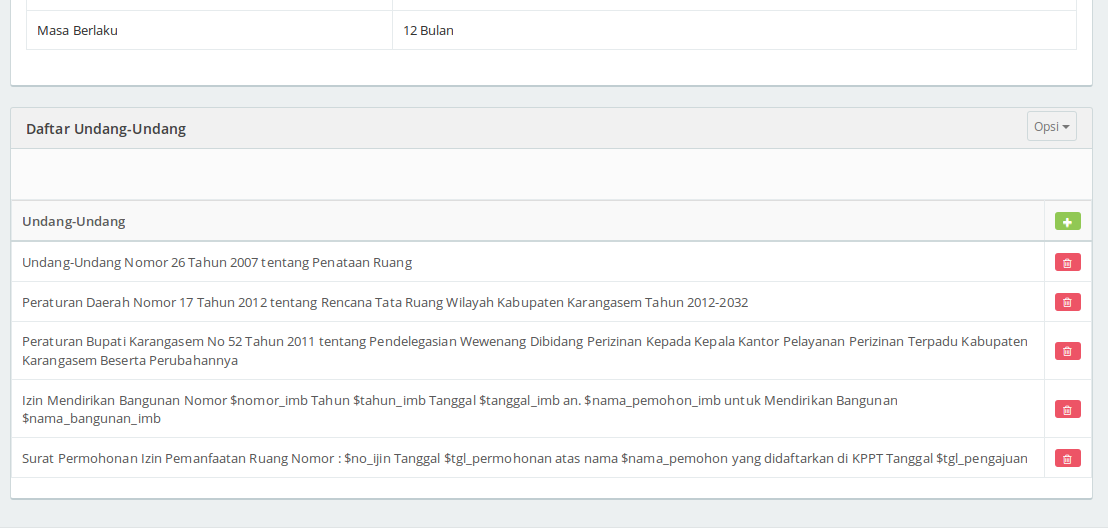 Masa Berlaku 12 Bulan
Daftar Undang-Undang Opsi
Undang-Undang
Undang-Undang Nomor 26 Tahun 2007 tentang Penataan Ruang
Peraturan Daerah Nomor 17 Tahun 2012 tentang Rencana Tata Ruang Wilayah Kabupaten Karangasem Tahun 2012-2032
Peraturan Bupati Karangasem No 52 Tahun 2011 tentang Pendelegasian Wewenang Dibidang Perizinan Kepada Kepala Kantor Pelayanan Perizinan Terpadu Kabupaten
Karangasem Beserta Perubahannya
Izin Mendirikan Bangunan Nomor $nomor_imb Tahun $tahun_imb Tanggal $tanggal_imb an. $nama_pemohon_imb untuk Mendirikan Bangunan
$nama_bangunan_imb
Surat Permohonan Izin Pemanfaatan Ruang Nomor : $no_ijin Tanggal $tgl_permohonan atas nama $nama_pemohon yang didaftarkan di KPPT Tanggal $tgl_pengajuan